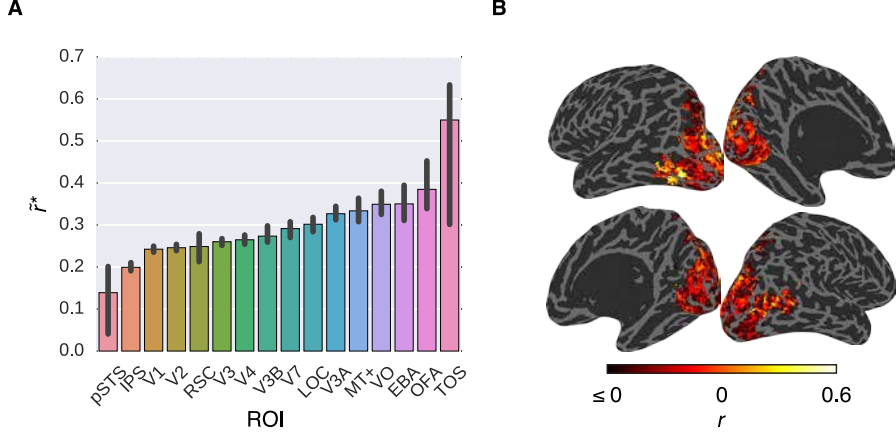 A
B
0.7
0.6
0.5
0.4
0.3
0.2
0.1
0.0
r̃*
pSTS IPS V1 V2 RSC V3 V4 V3B V7 LOC V3A MT+ VO EBA OFA TOS
ROI
≤ 0 0 0.6
r